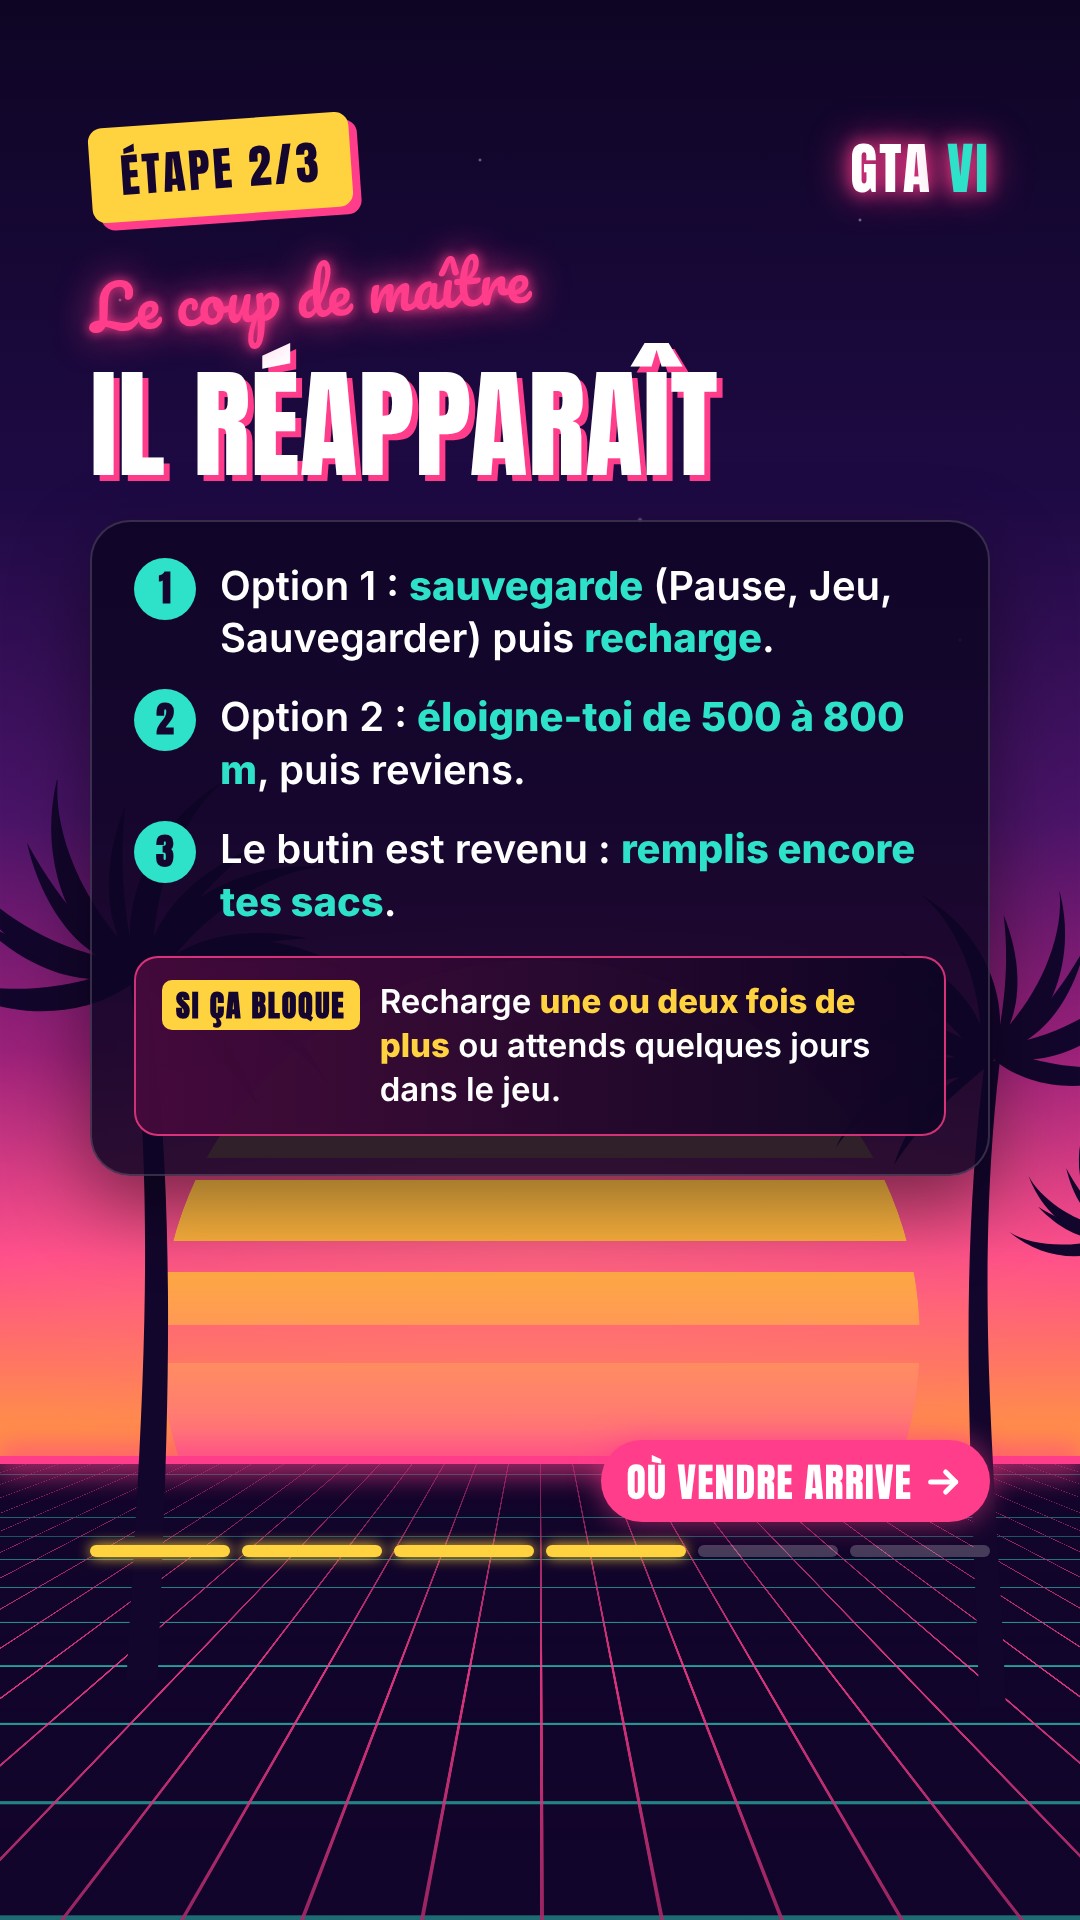 ÉTAPE 2/3
GTA VI
Le coup de maître
IL RÉAPPARAÎT
1 Option 1 : sauvegarde (Pause, Jeu,
Sauvegarder) puis recharge.
2 Option 2 : éloigne-toi de 500 à 800
m, puis reviens.
3 Le butin est revenu : remplis encore
tes sacs.
SI ÇA BLOQUE Recharge une ou deux fois de
plus ou attends quelques jours
dans le jeu.
OÙ VENDRE ARRIVE →